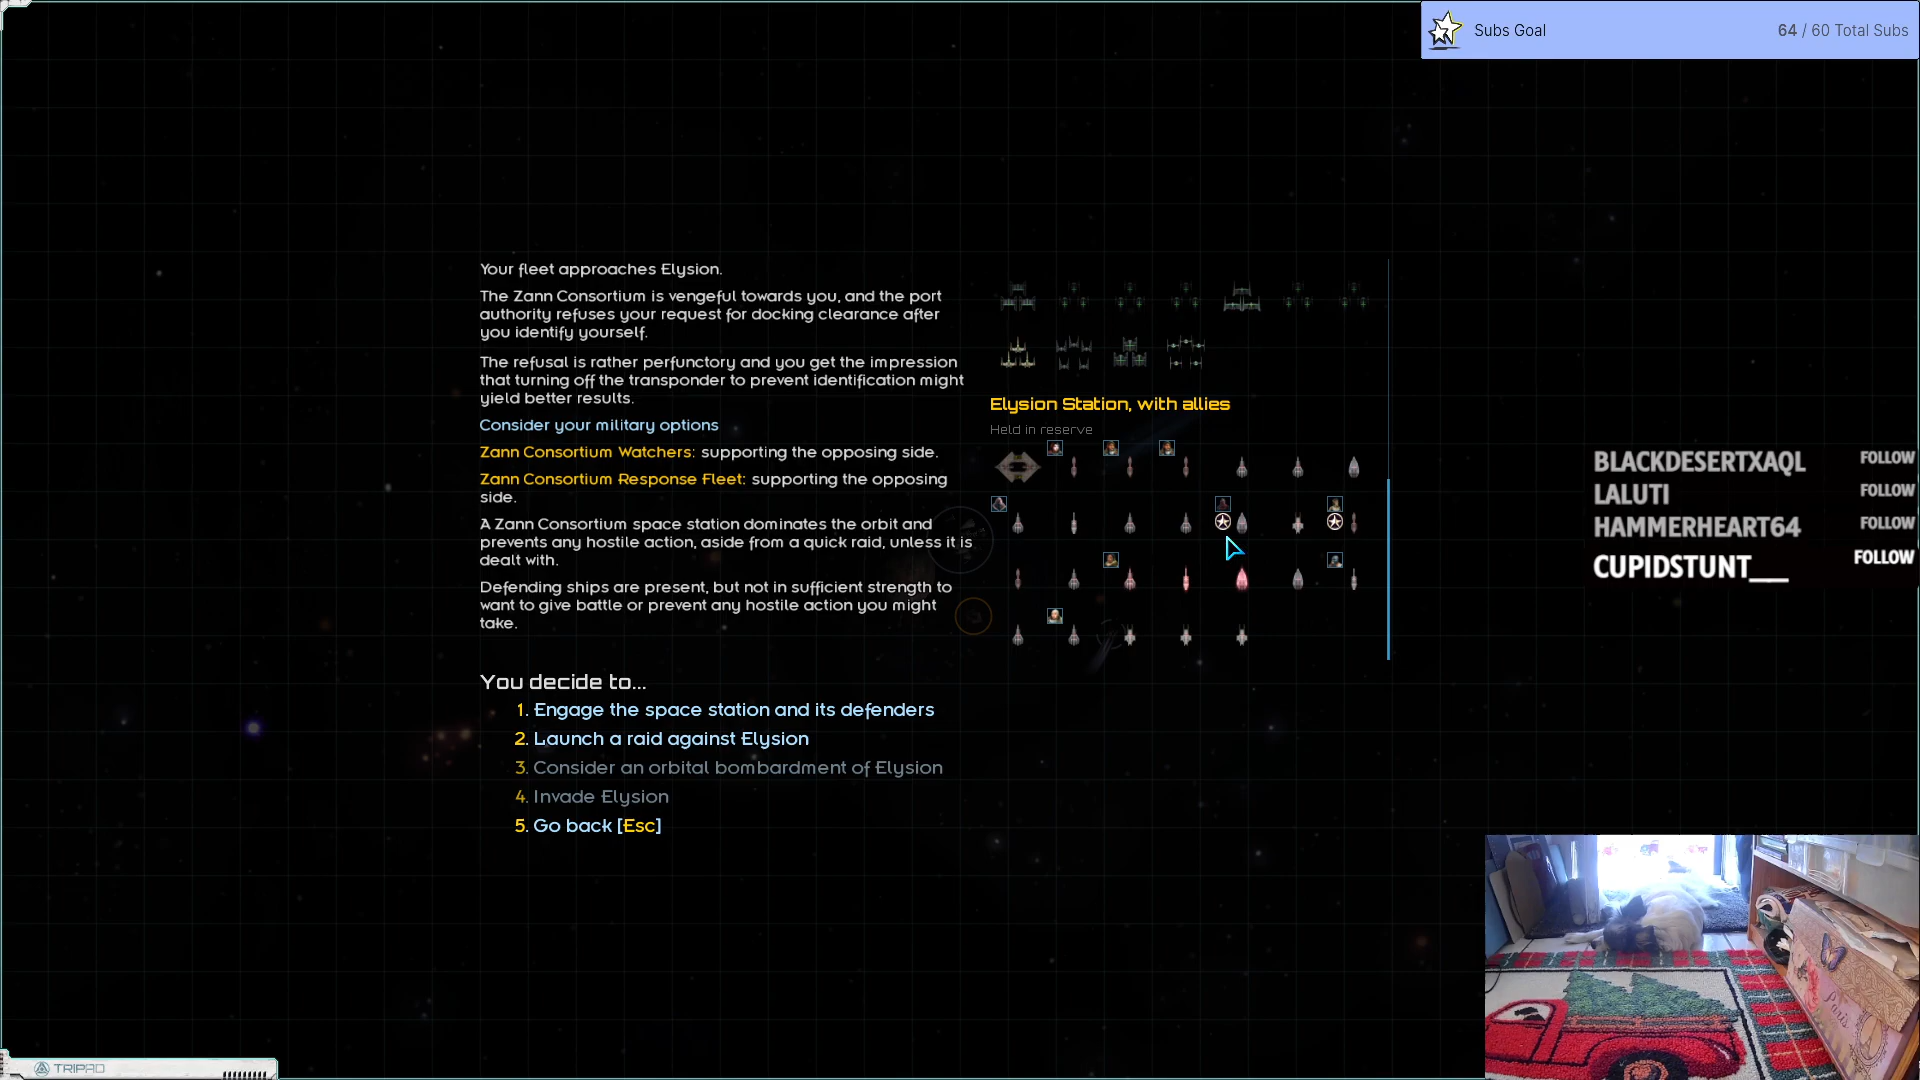 Subs Goal
64 / 60 Total Subs
Your fleet approaches Elysion.
The Zann Consortium is vengeful towards you, and the port
authority refuses your request for docking clearance after
you identify yourself.
The refusal is rather perfunctory and you get the impression
that turning off the transponder to prevent identification might
yield better results.
Consider your military options
Zann Consortium Watchers: supporting the opposing side.
Zann Consortium Response Fleet: supporting the opposing
side.
A Zann Consortium space station dominates the orbit and
prevents any hostile action, aside from a quick raid, unless it is
dealt with.
Defending ships are present, but not in sufficient strength to
want to give battle or prevent any hostile action you might
take.
Elysion Station, with allies
Held in reserve
You decide to...
1. Engage the space station and its defenders
2. Launch a raid against Elysion
3. Consider an orbital bombardment of Elysion
4. Invade Elysion
5. Go back [Esc]
BLACKDESERTXAQL FOLLOW
LALUTI FOLLOW
HAMMERHEART64 FOLLOW
CUPIDSTUNT__ FOLLOW
TRIPAD